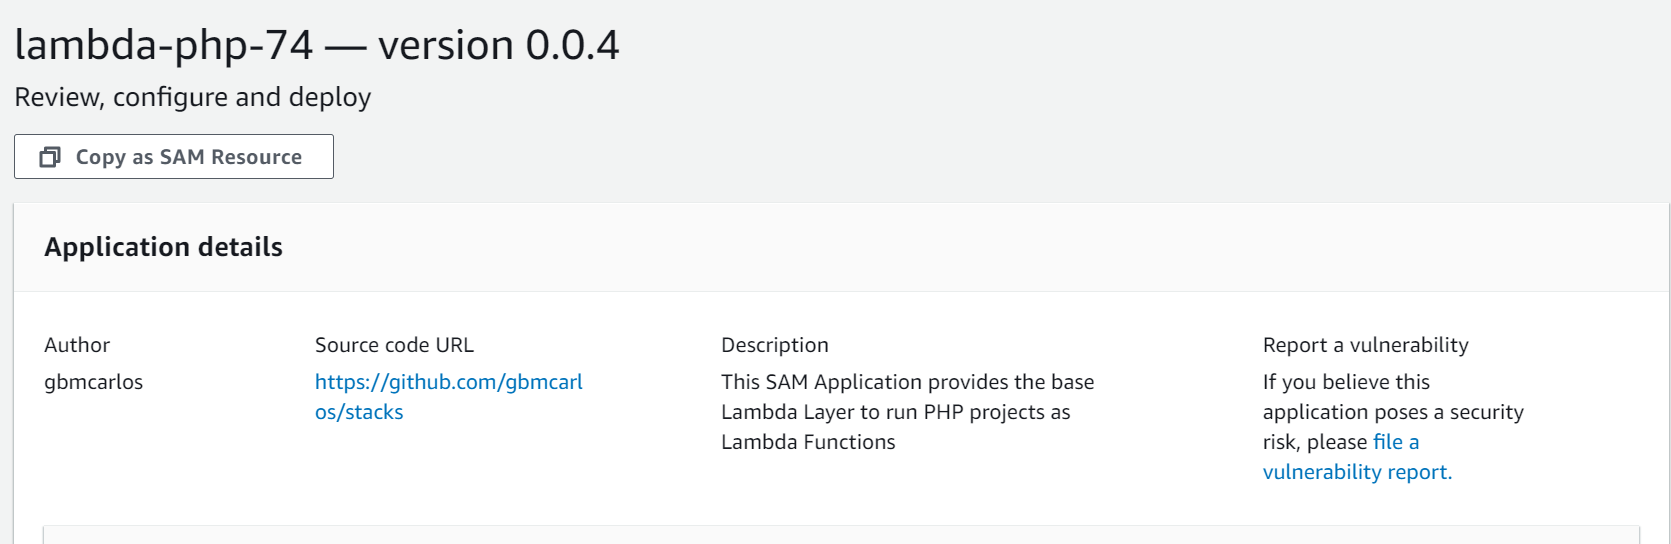 lambda-php-74 — version 0.0.4
Review, configure and deploy
Copy as SAM Resource
Application details
Author
gbmcarlos
Source code URL
https://github.com/gbmcarl
os/stacks
Description
This SAM Application provides the base
Lambda Layer to run PHP projects as
Lambda Functions
Report a vulnerability
If you believe this
application poses a security
risk, please file a
vulnerability report.